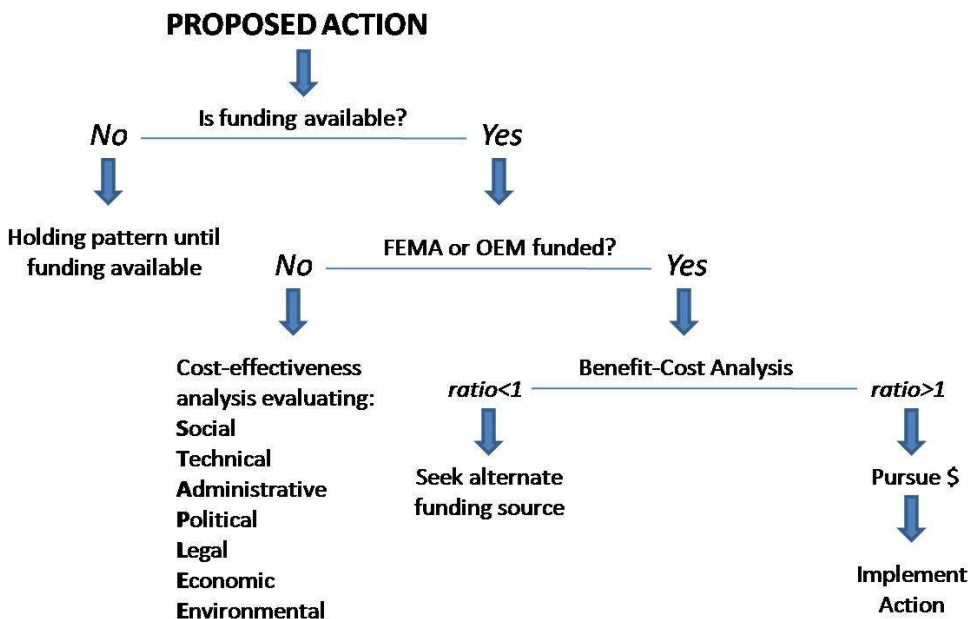 PROPOSED ACTION
Is funding available?
No
Yes
Holding pattern until
funding available
FEMA or OEM funded?
No
Yes
Cost-effectiveness
analysis evaluating:
Social
Technical
Administrative
Political
Legal
Economic
Environmental
Benefit-Cost Analysis
ratio<1
ratio>1
Seek alternate
funding source
Pursue $
Implement
Action